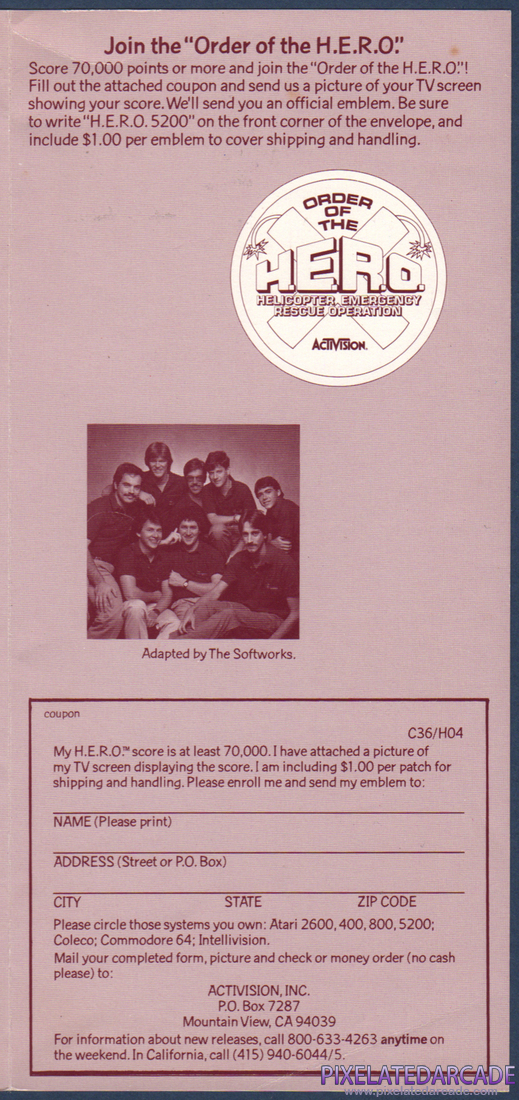 Join the "Order of the H.E.R.O."
Score 70,000 points or more and join the "Order of the H.E.R.O."!
Fill out the attached coupon and send us a picture of your TV screen
showing your score. We'll send you an official emblem. Be sure
to write "H.E.R.O. 5200" on the front corner of the envelope, and
include $1.00 per emblem to cover shipping and handling.
ORDER
OF
THE
H.E.R.O.
HELICOPTER EMERGENCY
RESCUE OPERATION
ACTIVISION.
Adapted by The Softworks.
coupon
C36/H04
My H.E.R.O.™ score is at least 70,000. I have attached a picture of
my TV screen displaying the score. I am including $1.00 per patch for
shipping and handling. Please enroll me and send my emblem to:
NAME (Please print)
ADDRESS (Street or P.O. Box)
CITY STATE ZIP CODE
Please circle those systems you own: Atari 2600, 400, 800, 5200;
Coleco; Commodore 64; Intellivision.
Mail your completed form, picture and check or money order (no cash
please) to:
ACTIVISION, INC.
P.O. Box 7287
Mountain View, CA 94039
For information about new releases, call 800-633-4263 anytime on
the weekend. In California, call (415) 940-6044/5.
PIXELATEDARCADE
www.pixelatedarcade.com